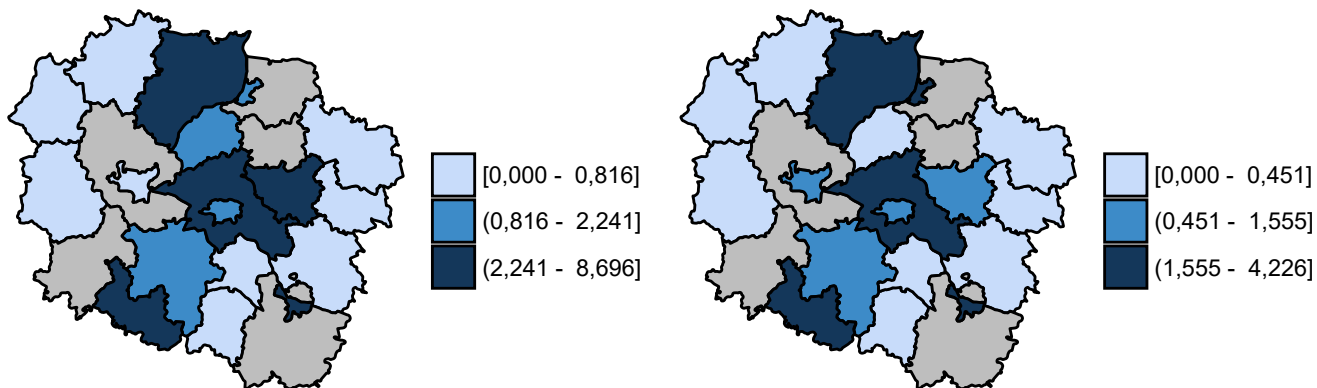 [0,000 - 0,816]
(0,816 - 2,241]
(2,241 - 8,696]
[0,000 - 0,451]
(0,451 - 1,555]
(1,555 - 4,226]